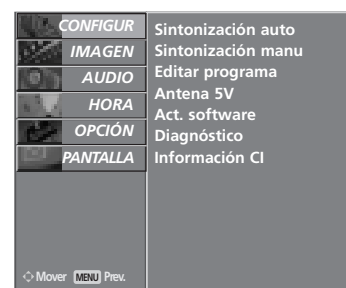 CONFIGUR
IMAGEN
AUDIO
HORA
OPCIÓN
PANTALLA
Sintonización auto
Sintonización manu
Editar programa
Antena 5V
Act. software
Diagnóstico
Información CI
Mover MENU Prev.